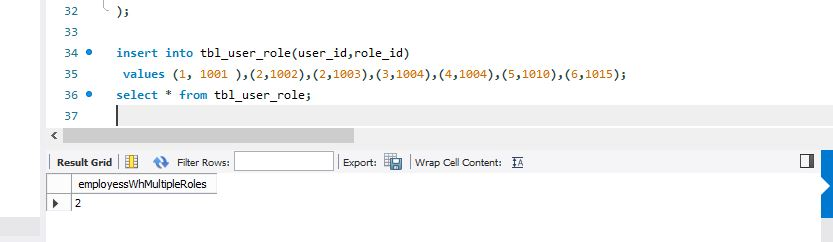 32 );
33
34 insert into tbl_user_role(user_id,role_id)
35 values (1, 1001 ),(2,1002),(2,1003),(3,1004),(4,1004),(5,1010),(6,1015);
36 select * from tbl_user_role;
37
Result Grid Filter Rows: Export: Wrap Cell Content:
employessWhMultipleRoles
2